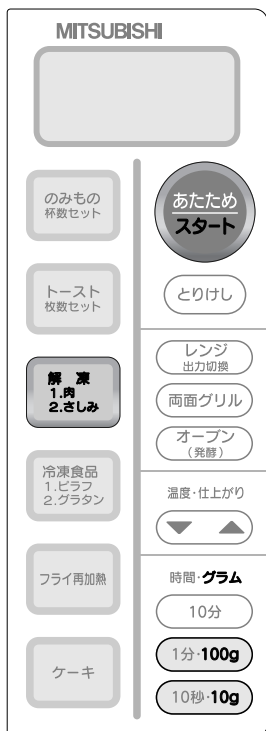 MITSUBISHI
のみもの
杯数セット
トースト
枚数セット
解 凍
1.肉
2.さしみ
冷凍食品
1.ピラフ
2.グラタン
フライ再加熱
ケーキ
あたため
スタート
とりけし
レンジ
出力切換
両面グリル
オーブン
(発酵)
温度・仕上がり
時間・グラム
10分
1分・100g
10秒・10g